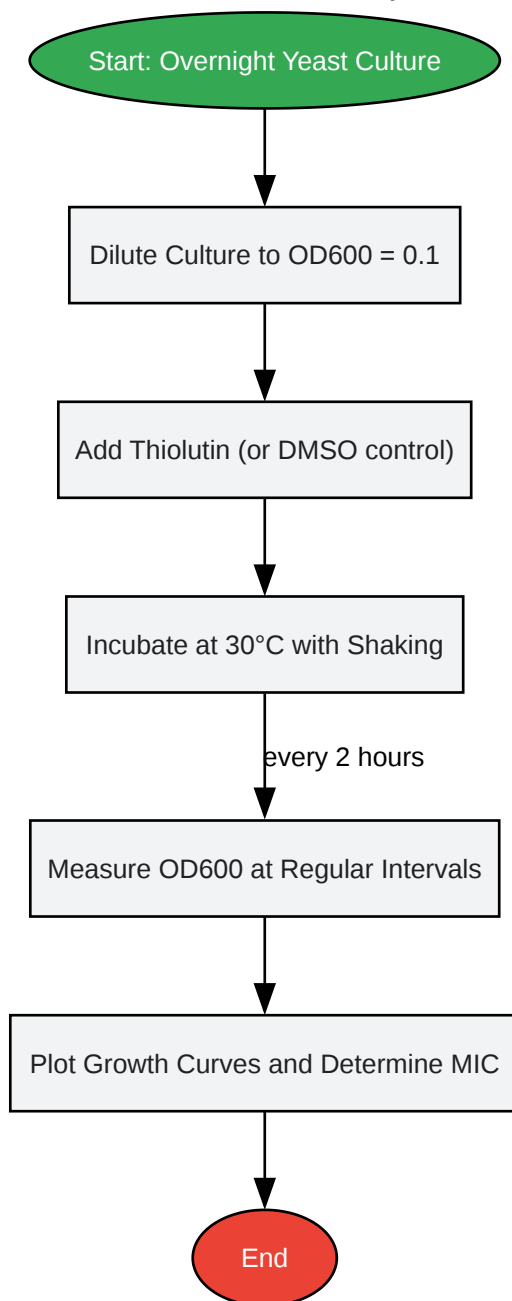 Start: Overnight Yeast Culture
Dilute Culture to OD600 = 0.1
Add Thiolutin (or DMSO control)
Incubate at 30°C with Shaking
every 2 hours
Measure OD600 at Regular Intervals
Plot Growth Curves and Determine MIC
End